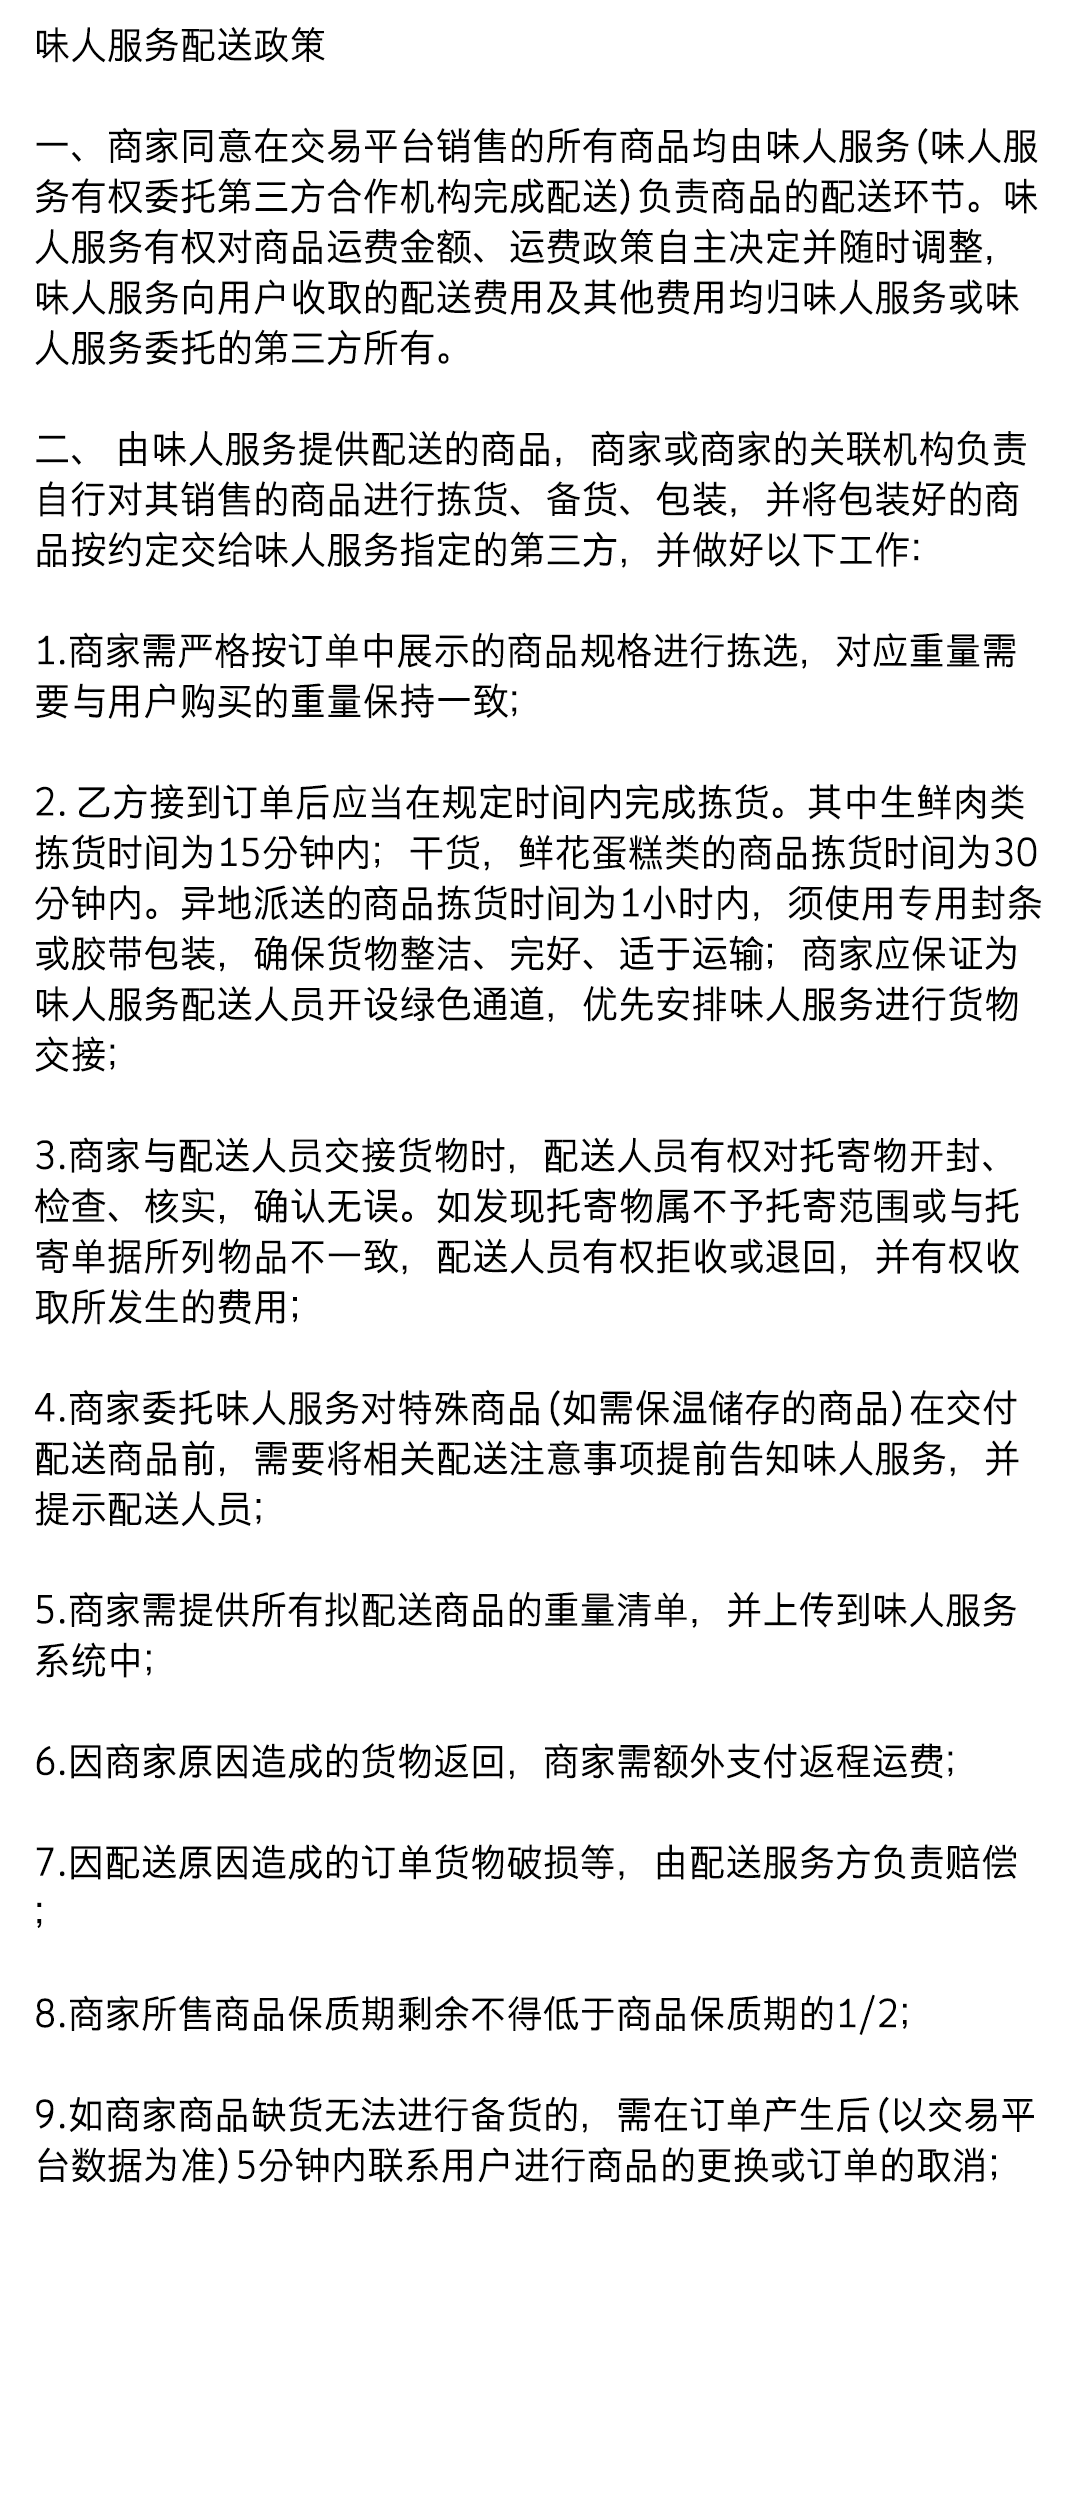 味人服务配送政策
一、商家同意在交易平台销售的所有商品均由味人服务(味人服
务有权委托第三方合作机构完成配送)负责商品的配送环节。味
人服务有权对商品运费金额、运费政策自主决定并随时调整，
味人服务向用户收取的配送费用及其他费用均归味人服务或味
人服务委托的第三方所有。
二、 由味人服务提供配送的商品，商家或商家的关联机构负责
自行对其销售的商品进行拣货、备货、包装，并将包装好的商
品按约定交给味人服务指定的第三方，并做好以下工作:
1.商家需严格按订单中展示的商品规格进行拣选，对应重量需
要与用户购买的重量保持一致;
2. 乙方接到订单后应当在规定时间内完成拣货。其中生鲜肉类
拣货时间为15分钟内；干货，鲜花蛋糕类的商品拣货时间为30
分钟内。异地派送的商品拣货时间为1小时内，须使用专用封条
或胶带包装，确保货物整洁、完好、适于运输；商家应保证为
味人服务配送人员开设绿色通道，优先安排味人服务进行货物
交接;
3.商家与配送人员交接货物时，配送人员有权对托寄物开封、
检查、核实，确认无误。如发现托寄物属不予托寄范围或与托
寄单据所列物品不一致，配送人员有权拒收或退回，并有权收
取所发生的费用;
4.商家委托味人服务对特殊商品(如需保温储存的商品)在交付
配送商品前，需要将相关配送注意事项提前告知味人服务，并
提示配送人员;
5.商家需提供所有拟配送商品的重量清单，并上传到味人服务
系统中;
6.因商家原因造成的货物返回，商家需额外支付返程运费;
7.因配送原因造成的订单货物破损等，由配送服务方负责赔偿
;
8.商家所售商品保质期剩余不得低于商品保质期的1/2;
9.如商家商品缺货无法进行备货的，需在订单产生后(以交易平
台数据为准)5分钟内联系用户进行商品的更换或订单的取消;